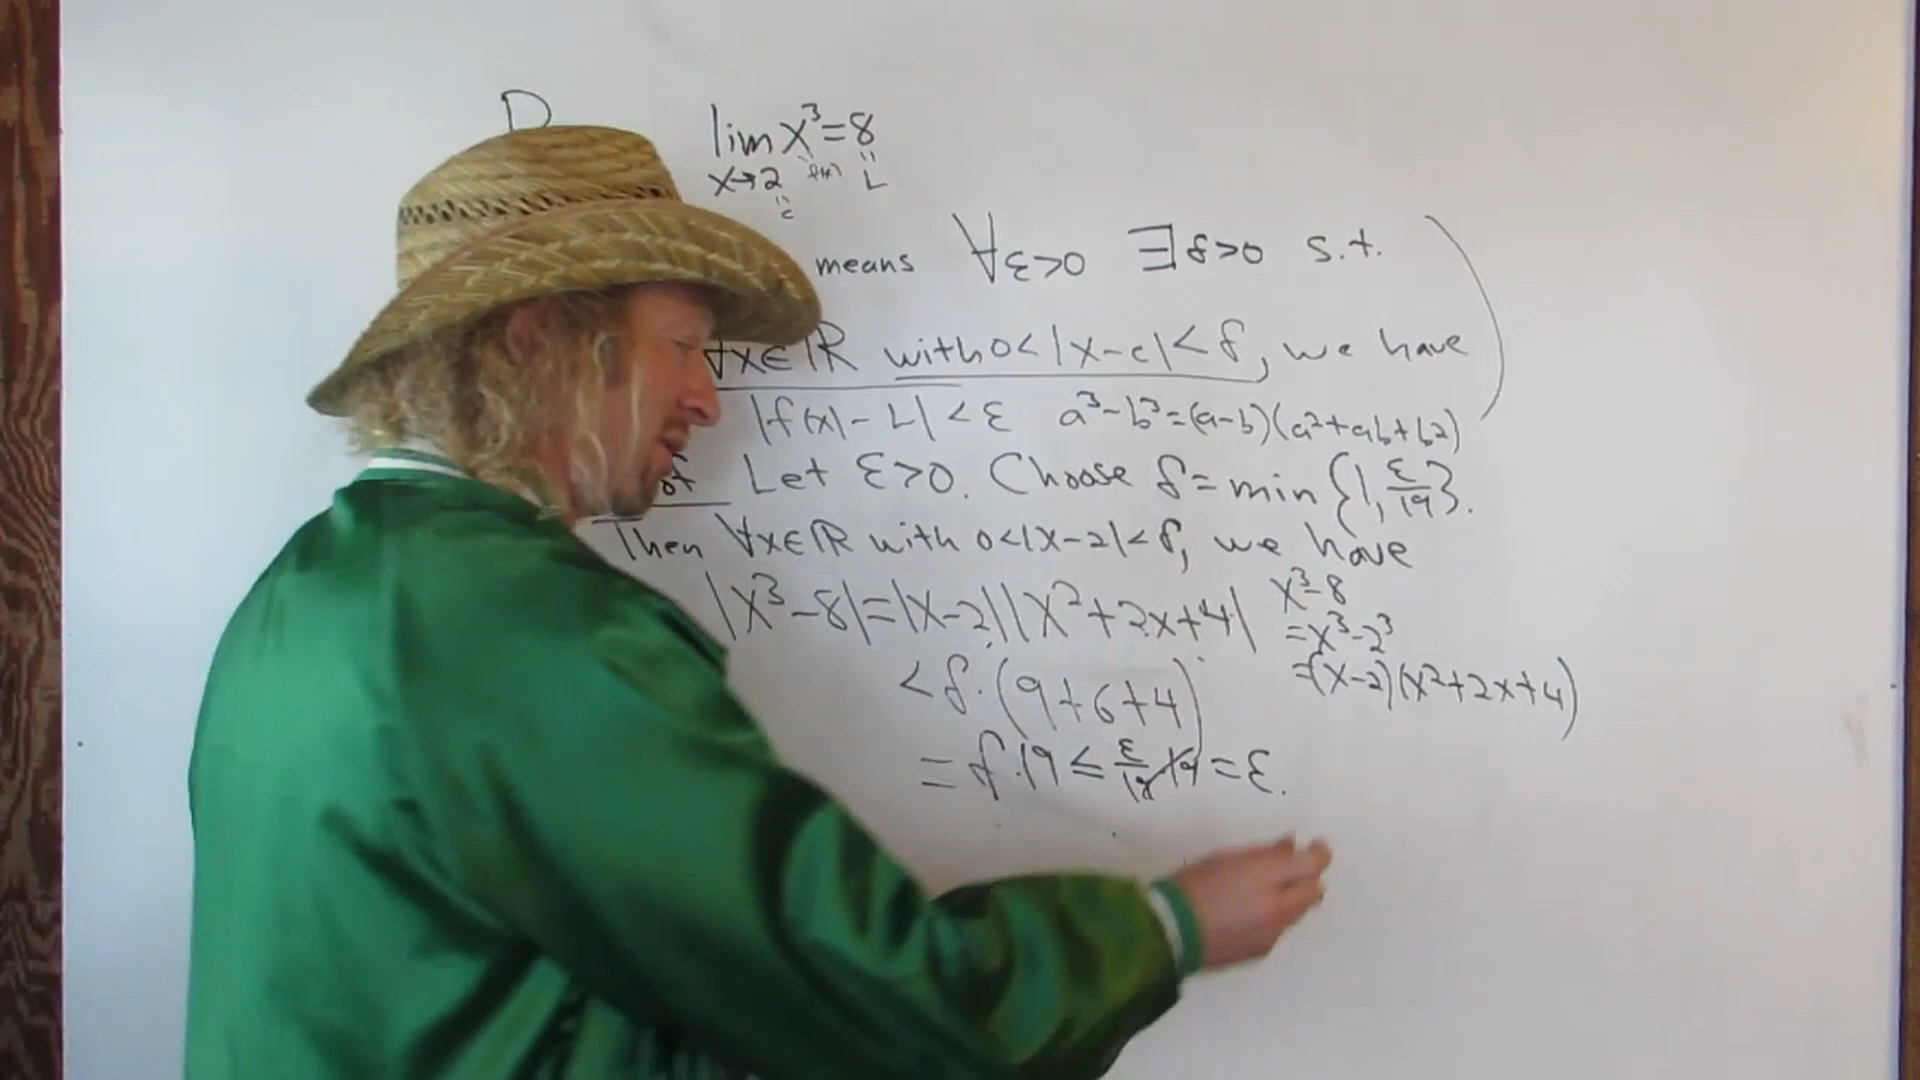 lim x³=8
x→2 f(x) L
c
means ∀ε>0 ∃δ>0 s.t.
∀x∈ℝ with 0<|x-c|<δ, we have
|f(x)-L|<ε a³-b³=(a-b)(a²+ab+b²)
of Let ε>0. Choose δ=min{1,ε/19}.
Then ∀x∈ℝ with 0<|x-2|<δ, we have
|x³-8|=|x-2||x²+2x+4| x³-8
=x³-2³
<δ·(9+6+4) =(x-2)(x²+2x+4)
=δ·19≤ε/19·19=ε.